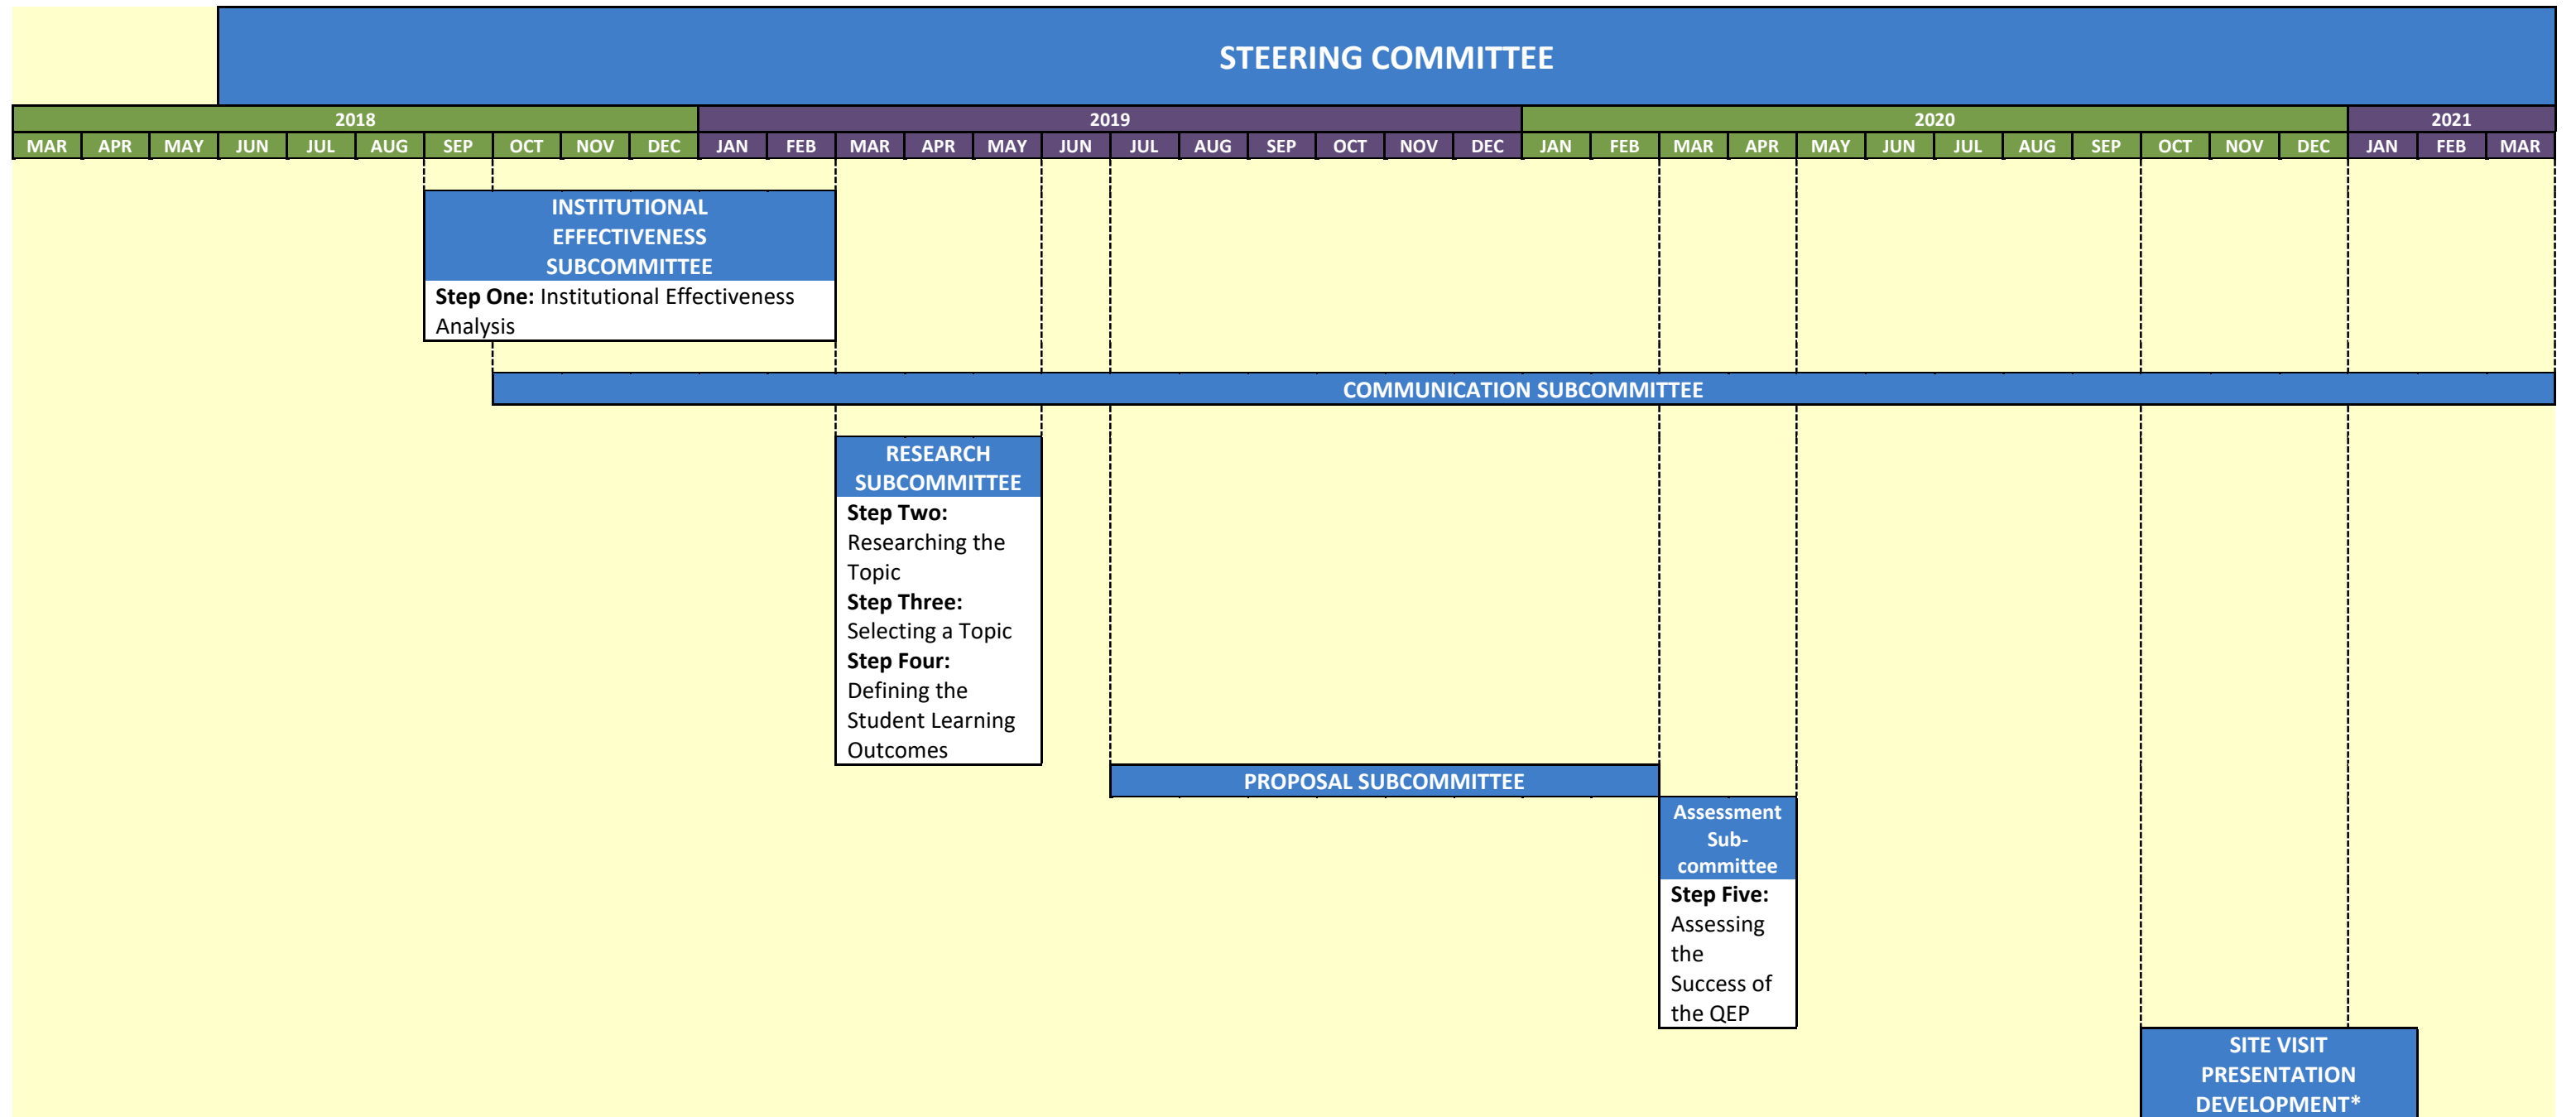 STEERING COMMITTEE
2018 2019 2020 2021
MAR APR MAY JUN JUL AUG SEP OCT NOV DEC JAN FEB MAR APR MAY JUN JUL AUG SEP OCT NOV DEC JAN FEB MAR APR MAY JUN JUL AUG SEP OCT NOV DEC JAN FEB MAR
INSTITUTIONAL
EFFECTIVENESS
SUBCOMMITTEE
Step One: Institutional Effectiveness
Analysis
COMMUNICATION SUBCOMMITTEE
RESEARCH
SUBCOMMITTEE
Step Two:
Researching the
Topic
Step Three:
Selecting a Topic
Step Four:
Defining the
Student Learning
Outcomes
PROPOSAL SUBCOMMITTEE
Assessment
Sub-
committee
Step Five:
Assessing
the
Success of
the QEP
SITE VISIT
PRESENTATION
DEVELOPMENT*